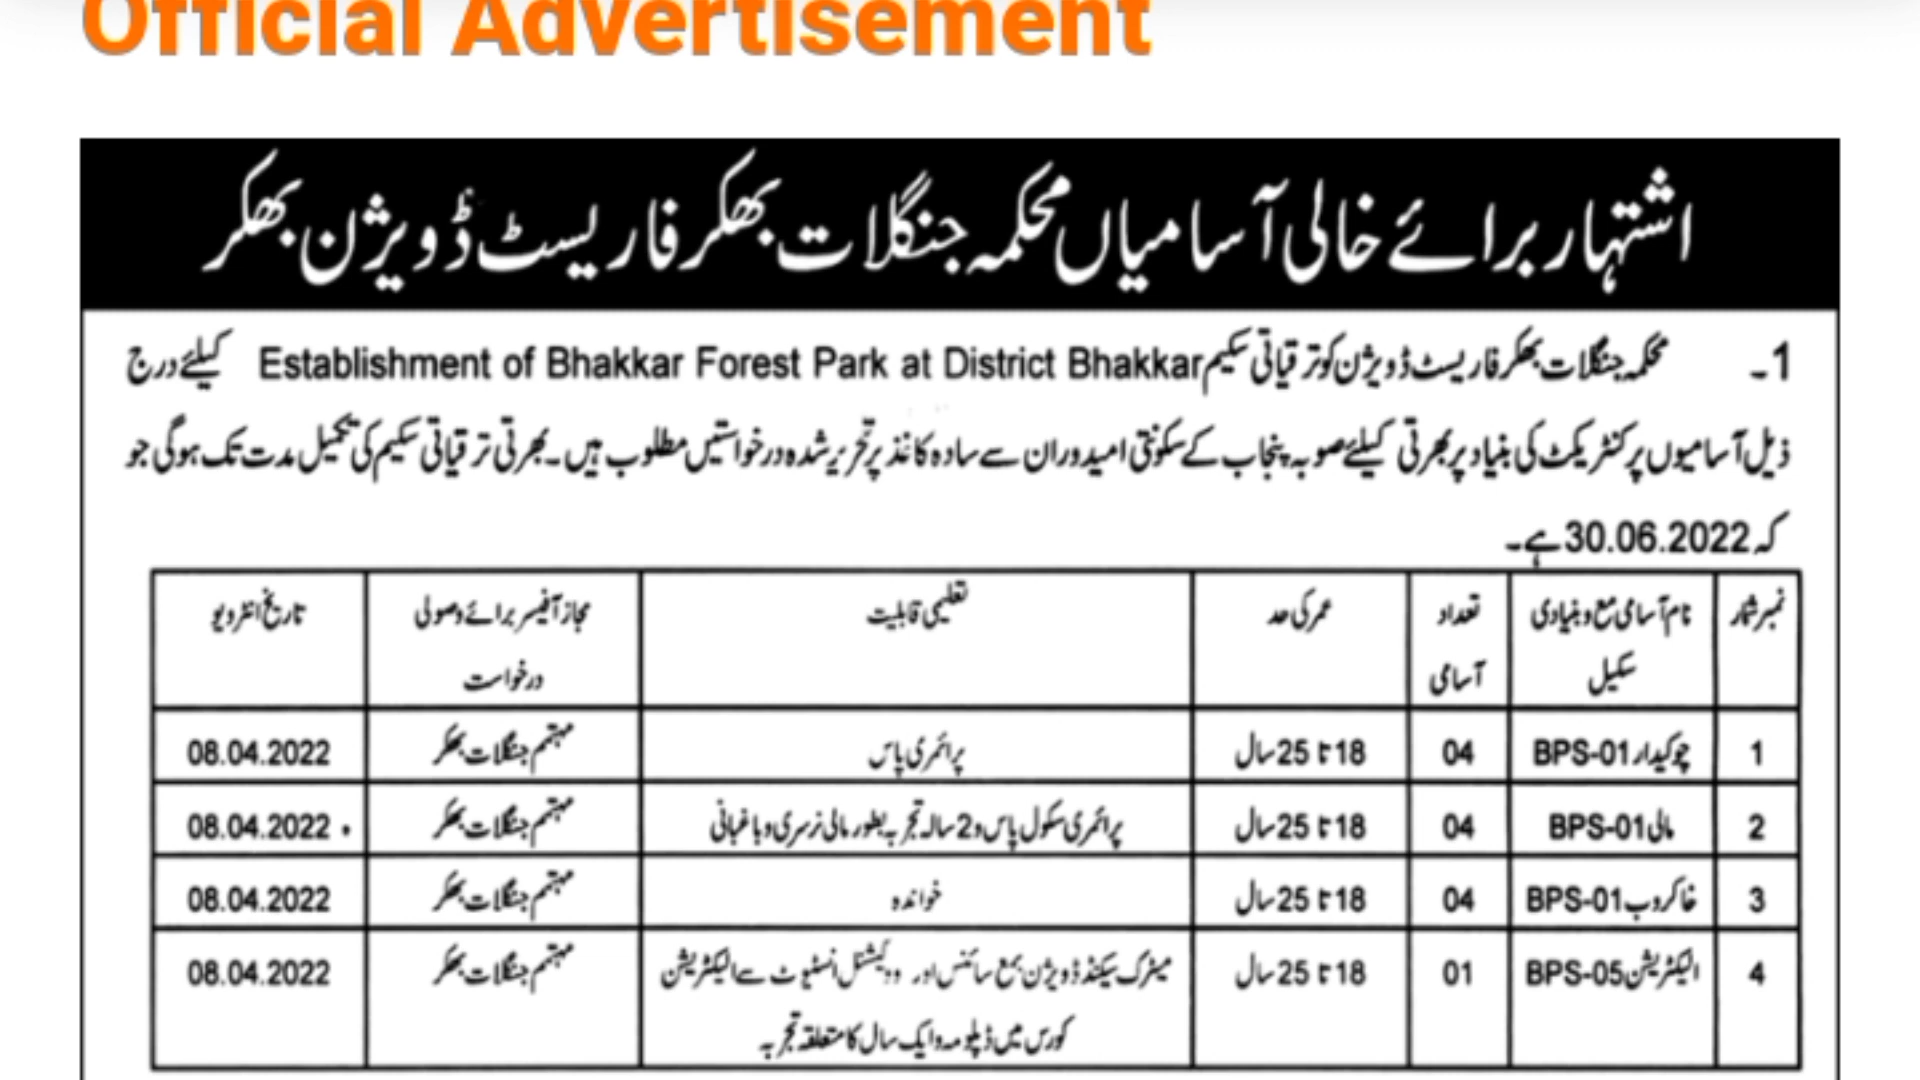 Official Advertisement
اشتہار برائے خالی آسامیاں محکمہ جنگلات بھکر فاریسٹ ڈویژن بھکر
1۔ محکمہ جنگلات بھکر فاریسٹ ڈویژن کو ترقیاتی سکیم Establishment of Bhakkar Forest Park at District Bhakkar کیلئے درج
ذیل آسامیوں پر کنٹریکٹ کی بنیاد پر بھرتی کیلئے صوبہ پنجاب کے سکونتی امیدوران سے سادہ کاغذ پر تحریر شدہ درخواستیں مطلوب ہیں۔ بھرتی ترقیاتی سکیم کی تکمیل مدت تک ہوگی جو
کہ 30.06.2022 ہے۔
نمبر شمار نام آسامی مع و بنیادی سکیل تعداد آسامی عمر کی حد تعلیمی قابلیت مجاز آفیسر برائے وصولی درخواست تاریخ انٹرویو
1 چوکیدار BPS-01 04 18 تا 25 سال پرائمری پاس مہتمم جنگلات بھکر 08.04.2022
2 مالی BPS-01 04 18 تا 25 سال پرائمری سکول پاس و 2 سالہ تجربہ بطور مالی نرسری و باغبانی مہتمم جنگلات بھکر 08.04.2022
3 خاکروب BPS-01 04 18 تا 25 سال خواندہ مہتمم جنگلات بھکر 08.04.2022
4 الیکٹریشن BPS-05 01 18 تا 25 سال میٹرک سیکنڈ ڈویژن بمع سائنس اور ووکیشنل انسٹیوٹ سے الیکٹریشن مہتمم جنگلات بھکر 08.04.2022
کورس میں ڈپلومہ و ایک سال کا متعلقہ تجربہ